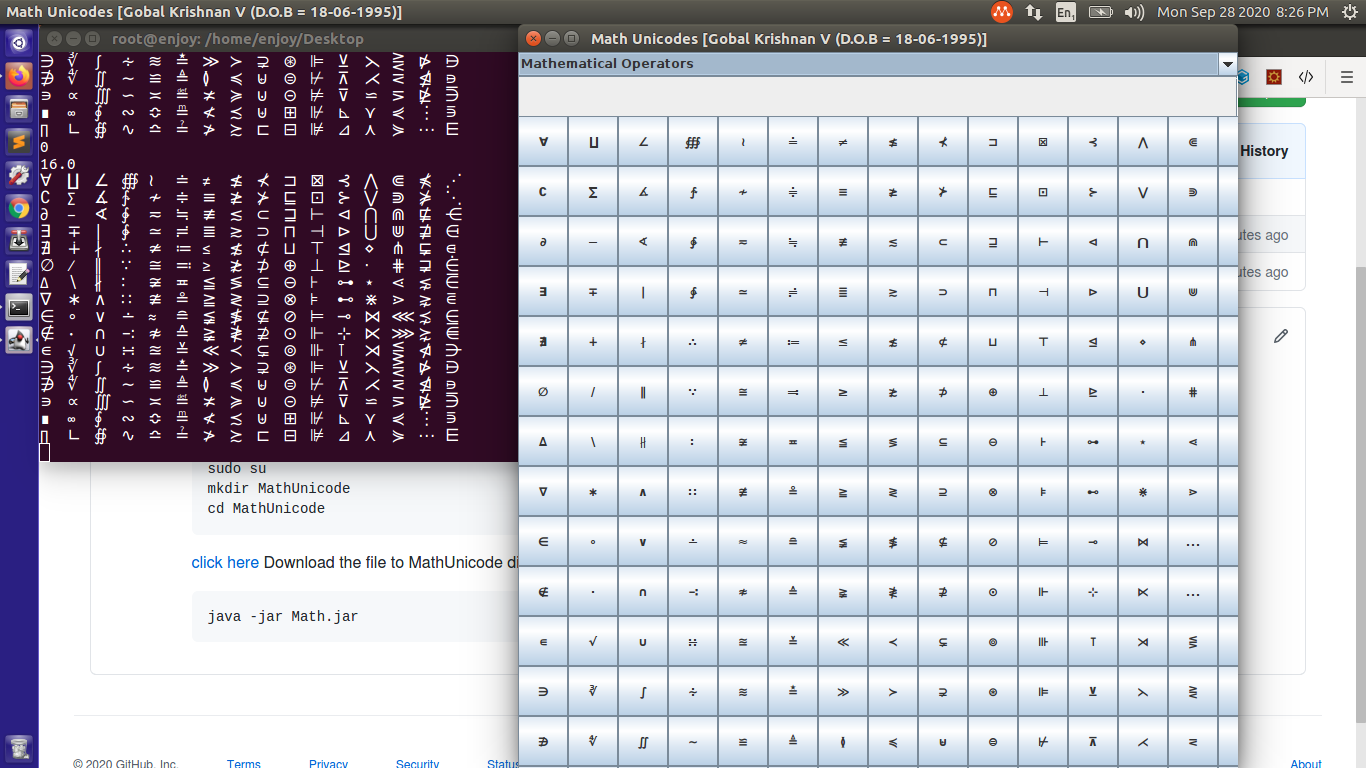 Math Unicodes [Gobal Krishnan V (D.O.B = 18-06-1995)]
En₁
Mon Sep 28 2020 8:26 PM
root@enjoy: /home/enjoy/Desktop
∋ ∛ ∫ ÷ ≋ ≛ ≫ ≻ ⊋ ⊛ ⊫ ⊻ ⋋ ⋛ ⋫ ⋻
∌ ∜ ∬ ∼ ≌ ≜ ≬ ≼ ⊌ ⊜ ⊬ ⊼ ⋌ ⋜ ⋬ ⋼
∍ ∝ ∭ ∽ ≍ ≝ ≭ ≽ ⊍ ⊝ ⊭ ⊽ ⋍ ⋝ ⋭ ⋽
∎ ∞ ∮ ∾ ≎ ≞ ≮ ≾ ⊎ ⊞ ⊮ ⊾ ⋎ ⋞ ⋮ ⋾
∏ ∟ ∯ ∿ ≏ ≟ ≯ ≿ ⊏ ⊟ ⊯ ⊿ ⋏ ⋟ ⋯ ⋿
0
16.0
∀ ∐ ∠ ∰ ≀ ≐ ≠ ≰ ⊀ ⊐ ⊠ ⊰ ⋀ ⋐ ⋠ ⋰
∁ ∑ ∡ ∱ ≁ ≑ ≡ ≱ ⊁ ⊑ ⊡ ⊱ ⋁ ⋑ ⋡ ⋱
∂ − ∢ ∲ ≂ ≒ ≢ ≲ ⊂ ⊒ ⊢ ⊲ ⋂ ⋒ ⋢ ⋲
∃ ∓ ∣ ∳ ≃ ≓ ≣ ≳ ⊃ ⊓ ⊣ ⊳ ⋃ ⋓ ⋣ ⋳
∄ ∔ ∤ ∴ ≄ ≔ ≤ ≴ ⊄ ⊔ ⊤ ⊴ ⋄ ⋔ ⋤ ⋴
∅ ∕ ∥ ∵ ≅ ≕ ≥ ≵ ⊅ ⊕ ⊥ ⊵ ⋅ ⋕ ⋥ ⋵
∆ ∖ ∦ ∶ ≆ ≖ ≦ ≶ ⊆ ⊖ ⊦ ⊶ ⋆ ⋖ ⋦ ⋶
∇ ∗ ∧ ∷ ≇ ≗ ≧ ≷ ⊇ ⊗ ⊧ ⊷ ⋇ ⋗ ⋧ ⋷
∈ ∘ ∨ ∸ ≈ ≘ ≨ ≸ ⊈ ⊘ ⊨ ⊸ ⋈ ⋘ ⋨ ⋸
∉ ∙ ∩ ∹ ≉ ≙ ≩ ≹ ⊉ ⊙ ⊩ ⊹ ⋉ ⋙ ⋩ ⋹
∊ √ ∪ ∺ ≊ ≚ ≪ ≺ ⊊ ⊚ ⊪ ⊺ ⋊ ⋚ ⋪ ⋺
∋ ∛ ∫ ÷ ≋ ≛ ≫ ≻ ⊋ ⊛ ⊫ ⊻ ⋋ ⋛ ⋫ ⋻
∌ ∜ ∬ ∼ ≌ ≜ ≬ ≼ ⊌ ⊜ ⊬ ⊼ ⋌ ⋜ ⋬ ⋼
∍ ∝ ∭ ∽ ≍ ≝ ≭ ≽ ⊍ ⊝ ⊭ ⊽ ⋍ ⋝ ⋭ ⋽
∎ ∞ ∮ ∾ ≎ ≞ ≮ ≾ ⊎ ⊞ ⊮ ⊾ ⋎ ⋞ ⋮ ⋾
∏ ∟ ∯ ∿ ≏ ≟ ≯ ≿ ⊏ ⊟ ⊯ ⊿ ⋏ ⋟ ⋯ ⋿
sudo su
mkdir MathUnicode
cd MathUnicode
click here Download the file to MathUnicode di
java -jar Math.jar
© 2020 GitHub, Inc. Terms Privacy Security Status
Math Unicodes [Gobal Krishnan V (D.O.B = 18-06-1995)]
Mathematical Operators
∀ ∐ ∠ ∰ ≀ ≐ ≠ ≰ ⊀ ⊐ ⊠ ⊰ ⋀ ⋐
∁ ∑ ∡ ∱ ≁ ≑ ≡ ≱ ⊁ ⊑ ⊡ ⊱ ⋁ ⋑
∂ − ∢ ∲ ≂ ≒ ≢ ≲ ⊂ ⊒ ⊢ ⊲ ⋂ ⋒
∃ ∓ ∣ ∳ ≃ ≓ ≣ ≳ ⊃ ⊓ ⊣ ⊳ ⋃ ⋓
∄ ∔ ∤ ∴ ≄ ≔ ≤ ≴ ⊄ ⊔ ⊤ ⊴ ⋄ ⋔
∅ ∕ ∥ ∵ ≅ ≕ ≥ ≵ ⊅ ⊕ ⊥ ⊵ ⋅ ⋕
∆ ∖ ∦ ∶ ≆ ≖ ≦ ≶ ⊆ ⊖ ⊦ ⊶ ⋆ ⋖
∇ ∗ ∧ ∷ ≇ ≗ ≧ ≷ ⊇ ⊗ ⊧ ⊷ ⋇ ⋗
∈ ∘ ∨ ∸ ≈ ≘ ≨ ≸ ⊈ ⊘ ⊨ ⊸ ⋈ ...
∉ ∙ ∩ ∹ ≉ ≙ ≩ ≹ ⊉ ⊙ ⊩ ⊹ ⋉ ...
∊ √ ∪ ∺ ≊ ≚ ≪ ≺ ⊊ ⊚ ⊪ ⊺ ⋊ ⋚
∋ ∛ ∫ ÷ ≋ ≛ ≫ ≻ ⊋ ⊛ ⊫ ⊻ ⋋ ⋛
∌ ∜ ∬ ∼ ≌ ≜ ≬ ≼ ⊌ ⊜ ⊬ ⊼ ⋌ ⋜
History
utes ago
utes ago
About